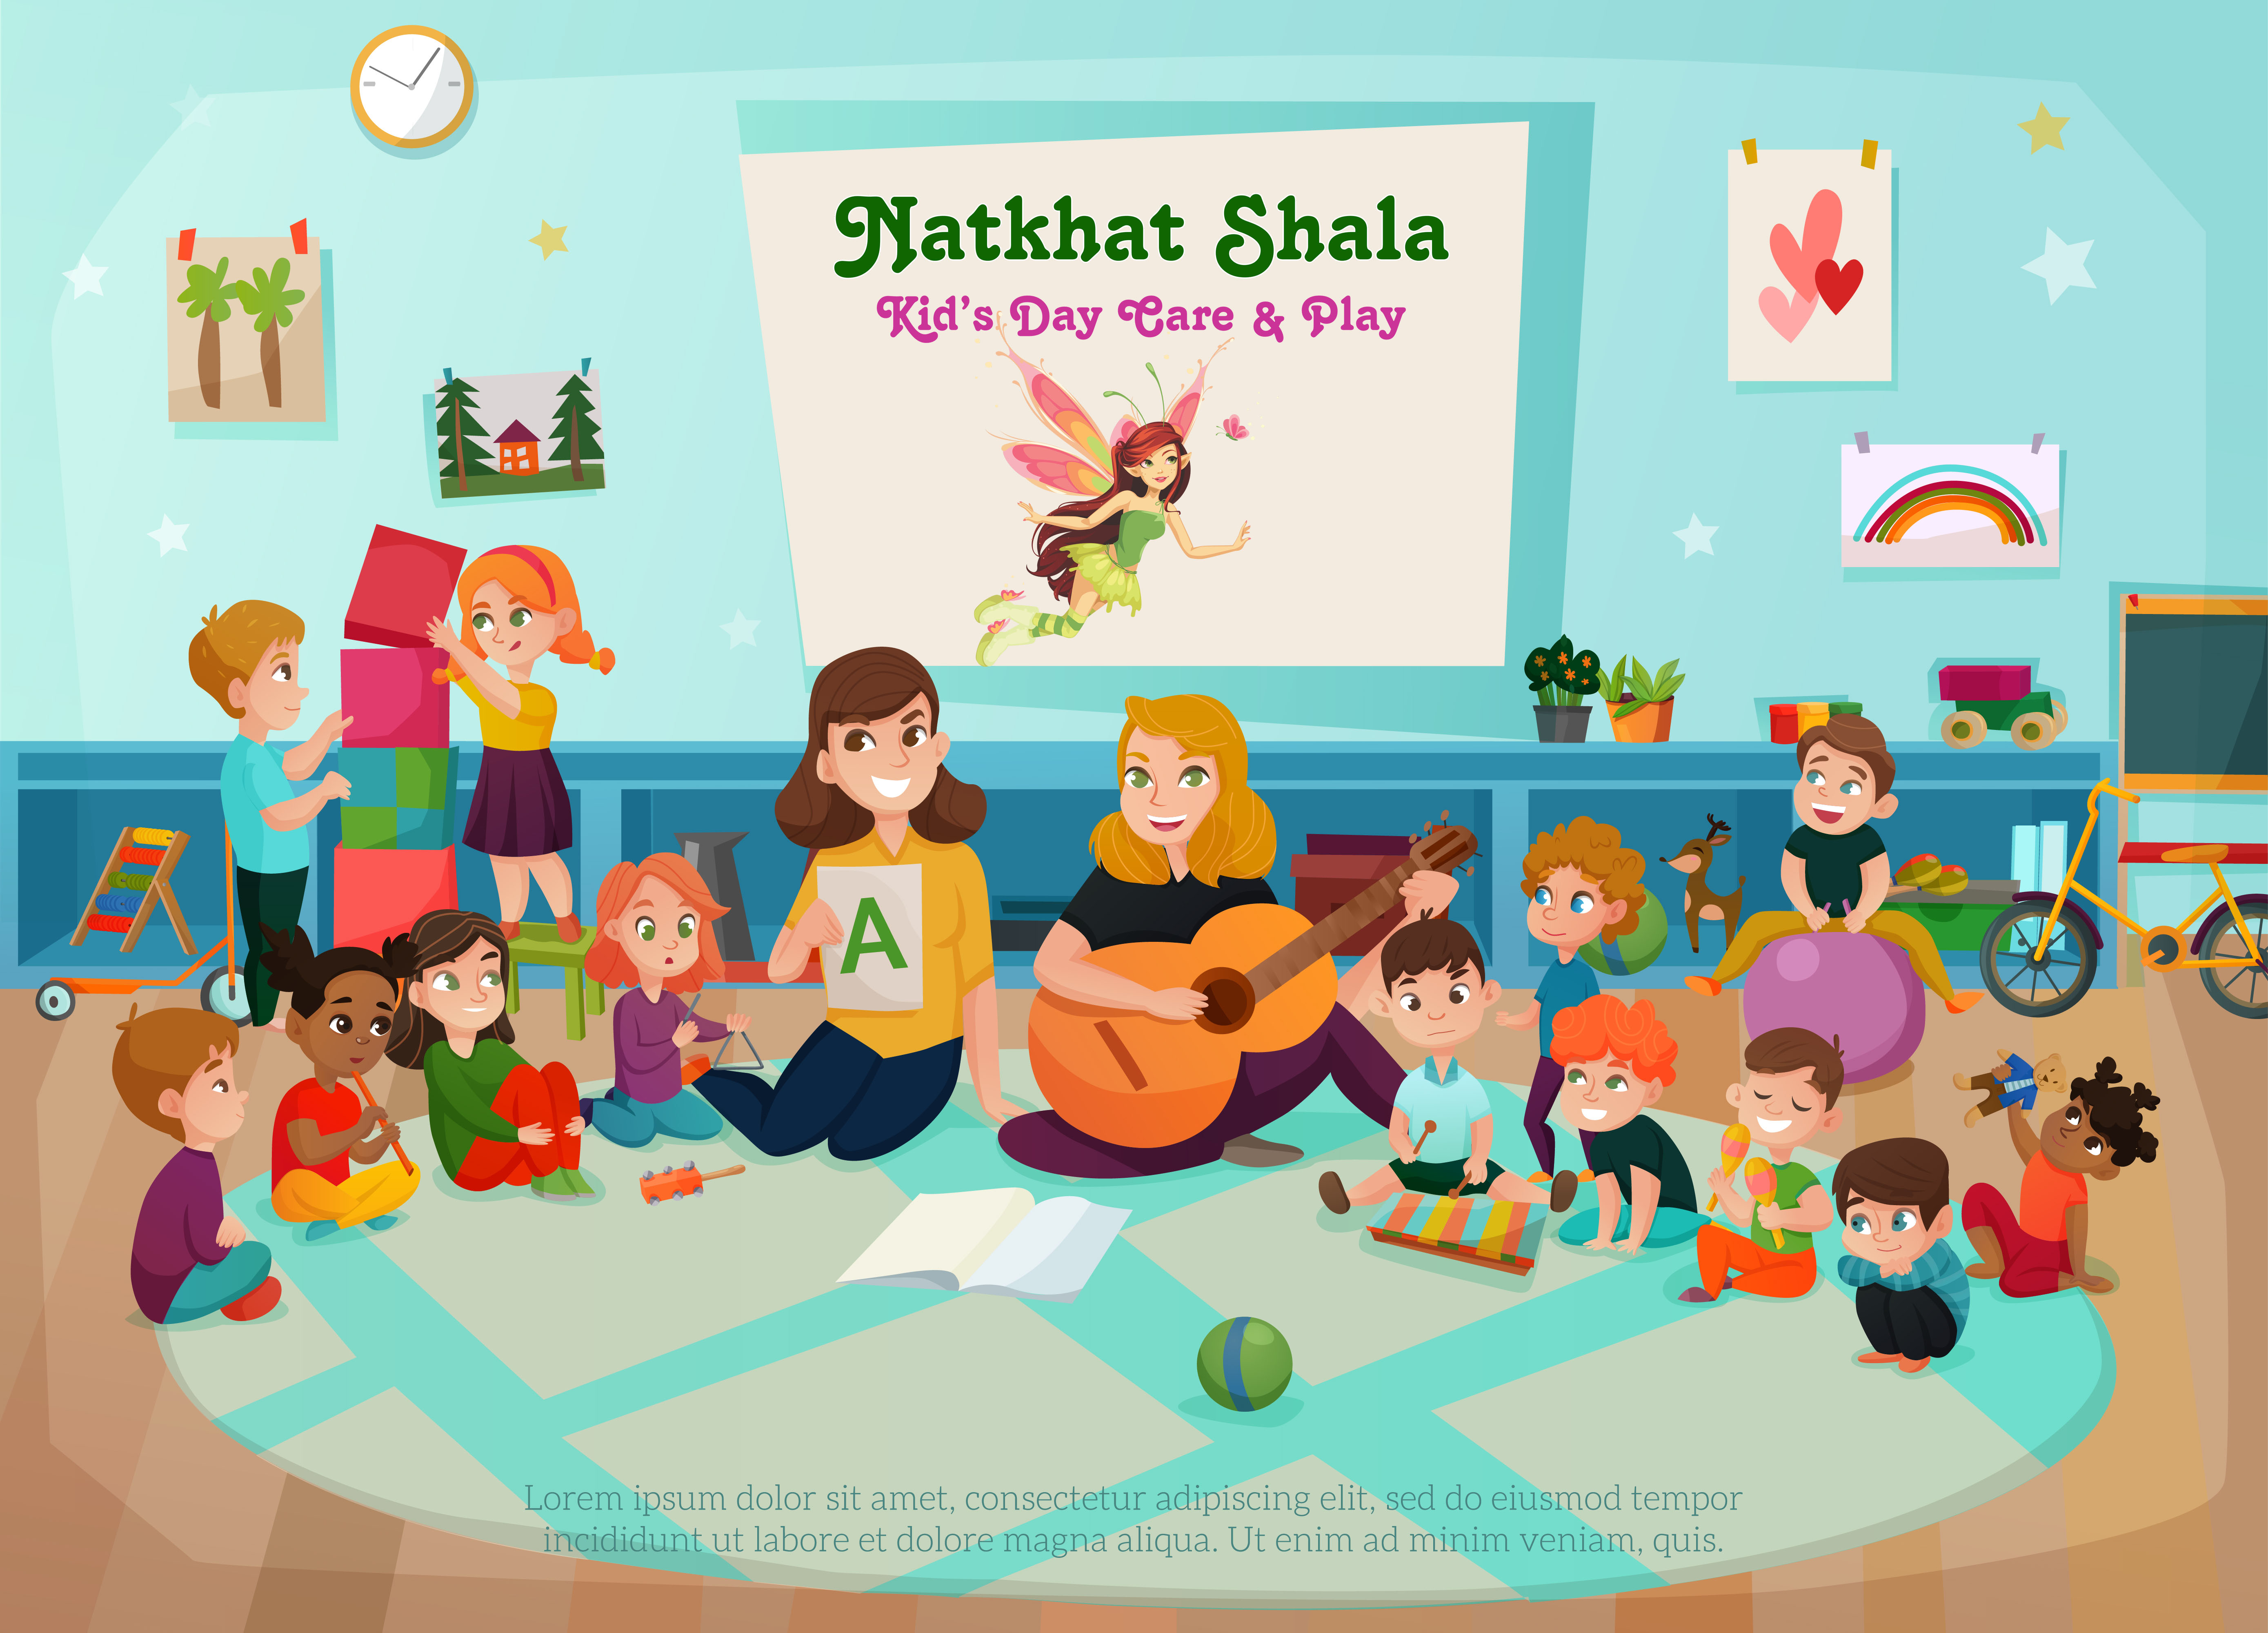 Natkhat Shala
Kid's Day Care & Play
A
Lorem ipsum dolor sit amet, consectetur adipiscing elit, sed do eiusmod tempor
incididunt ut labore et dolore magna aliqua. Ut enim ad minim veniam, quis.